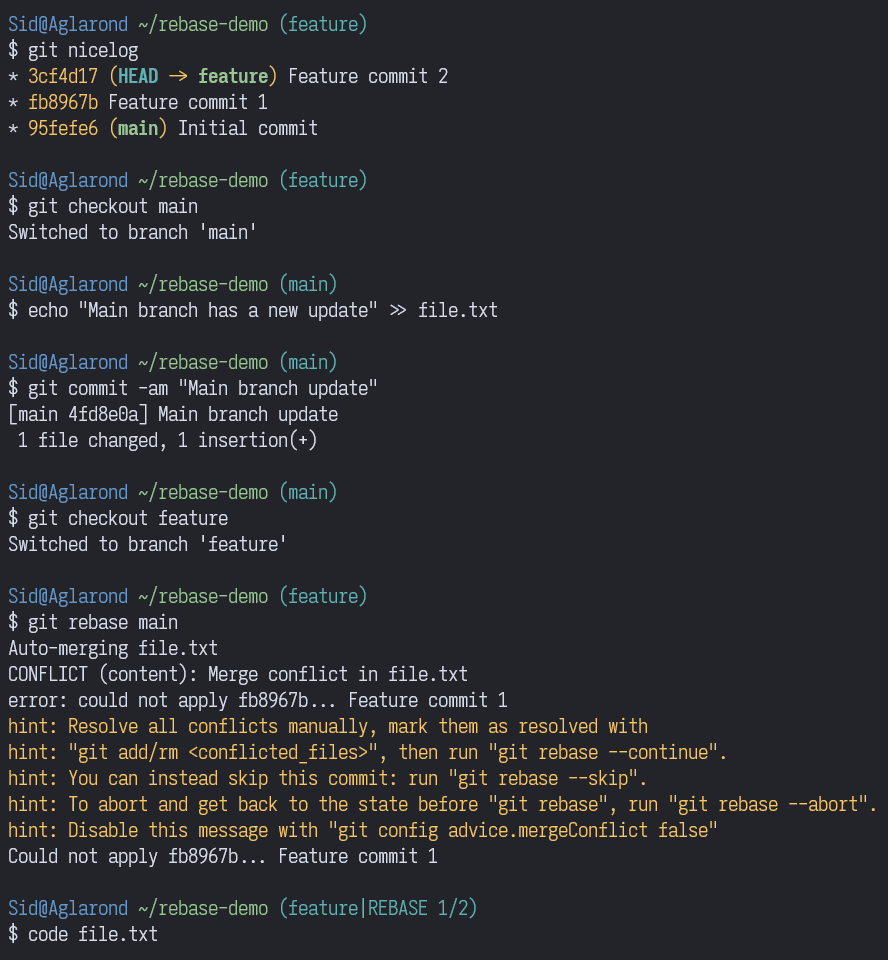 Sid@Aglarond ~/rebase-demo (feature)
$ git nicelog
* 3cf4d17 (HEAD -> feature) Feature commit 2
* fb8967b Feature commit 1
* 95fefe6 (main) Initial commit
Sid@Aglarond ~/rebase-demo (feature)
$ git checkout main
Switched to branch 'main'
Sid@Aglarond ~/rebase-demo (main)
$ echo "Main branch has a new update" >> file.txt
Sid@Aglarond ~/rebase-demo (main)
$ git commit -am "Main branch update"
[main 4fd8e0a] Main branch update
 1 file changed, 1 insertion(+)
Sid@Aglarond ~/rebase-demo (main)
$ git checkout feature
Switched to branch 'feature'
Sid@Aglarond ~/rebase-demo (feature)
$ git rebase main
Auto-merging file.txt
CONFLICT (content): Merge conflict in file.txt
error: could not apply fb8967b... Feature commit 1
hint: Resolve all conflicts manually, mark them as resolved with
hint: "git add/rm <conflicted_files>", then run "git rebase --continue".
hint: You can instead skip this commit: run "git rebase --skip".
hint: To abort and get back to the state before "git rebase", run "git rebase --abort".
hint: Disable this message with "git config advice.mergeConflict false"
Could not apply fb8967b... Feature commit 1
Sid@Aglarond ~/rebase-demo (feature|REBASE 1/2)
$ code file.txt